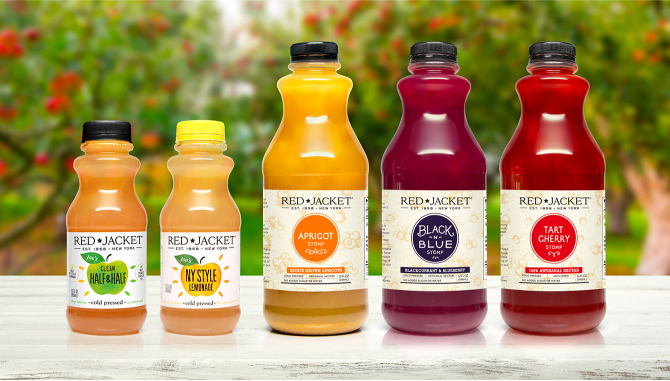 RED★JACKET
EST. 1958 • NEW YORK
Joe's
CLEAN
HALF & HALF
• cold pressed •
RED★JACKET
EST. 1958 • NEW YORK
Joe's
NY STYLE
LEMONADE
• cold pressed •
RED★JACKET
EST. 1958 • NEW YORK
APRICOT
STOMP
ESTATE GROWN APRICOTS
RED★JACKET
EST. 1958 • NEW YORK
BLACK
-N-
BLUE
STOMP
BLACKCURRANT & BLUEBERRY
RED★JACKET
EST. 1958 • NEW YORK
TART
CHERRY
STOMP
100% ARTISANAL NECTAR